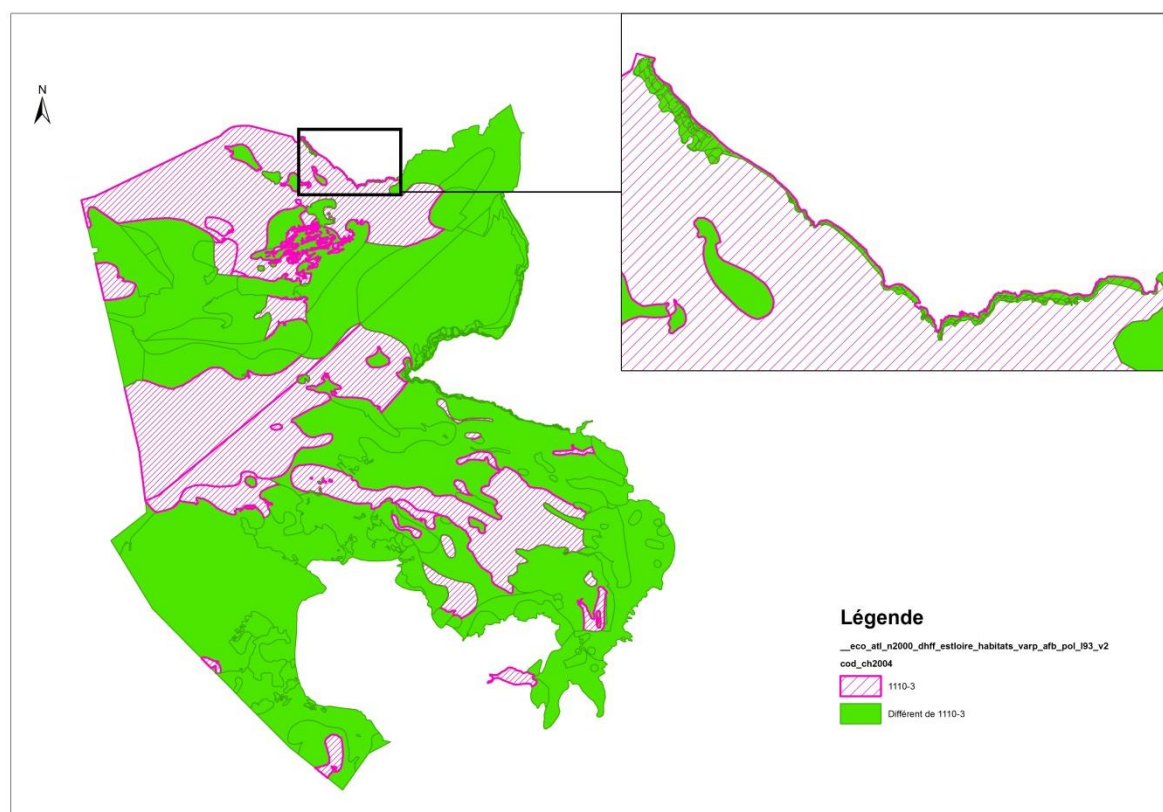 N
Légende
__eco_atl_n2000_dhff_estloire_habitats_varp_afb_pol_l93_v2
cod_ch2004
1110-3
Différent de 1110-3